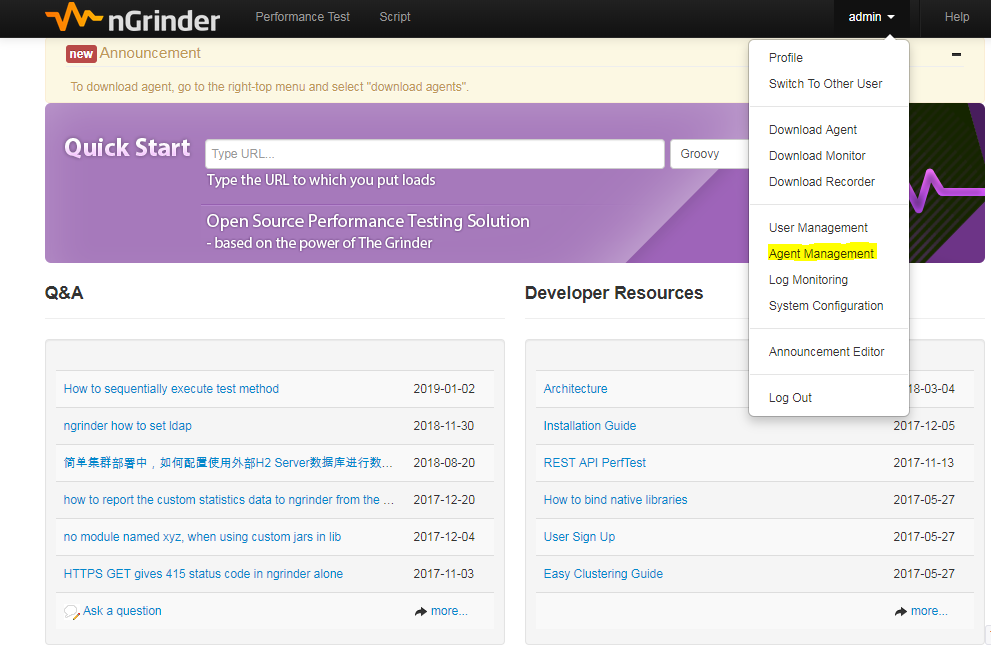 nGrinder Performance Test Script admin Help
new Announcement
To download agent, go to the right-top menu and select "download agents".
Profile
Switch To Other User
Download Agent
Download Monitor
Download Recorder
User Management
Agent Management
Log Monitoring
System Configuration
Announcement Editor
Log Out
Quick Start Type URL... Groovy
Type the URL to which you put loads
Open Source Performance Testing Solution
- based on the power of The Grinder
Q&A
How to sequentially execute test method 2019-01-02
ngrinder how to set ldap 2018-11-30
简单集群部署中，如何配置使用外部H2 Server数据库进行数... 2018-08-20
how to report the custom statistics data to ngrinder from the ... 2017-12-20
no module named xyz, when using custom jars in lib 2017-12-04
HTTPS GET gives 415 status code in ngrinder alone 2017-11-03
Ask a question more...
Developer Resources
Architecture 18-03-04
Installation Guide 2017-12-05
REST API PerfTest 2017-11-13
How to bind native libraries 2017-05-27
User Sign Up 2017-05-27
Easy Clustering Guide 2017-05-27
more...